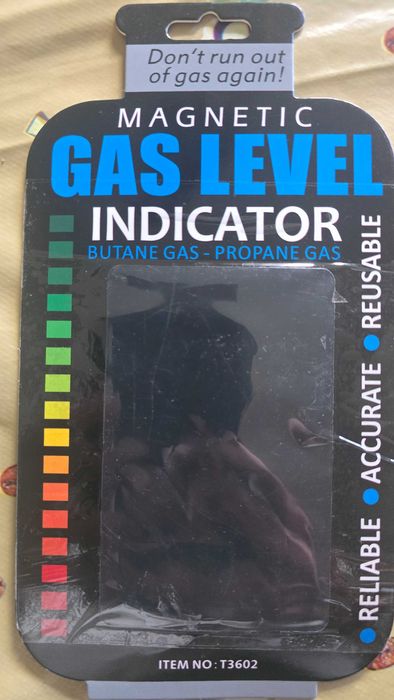 Don't run out
of gas again!
MAGNETIC
GAS LEVEL
INDICATOR
BUTANE GAS - PROPANE GAS
RELIABLE • ACCURATE • REUSABLE
ITEM NO : T3602